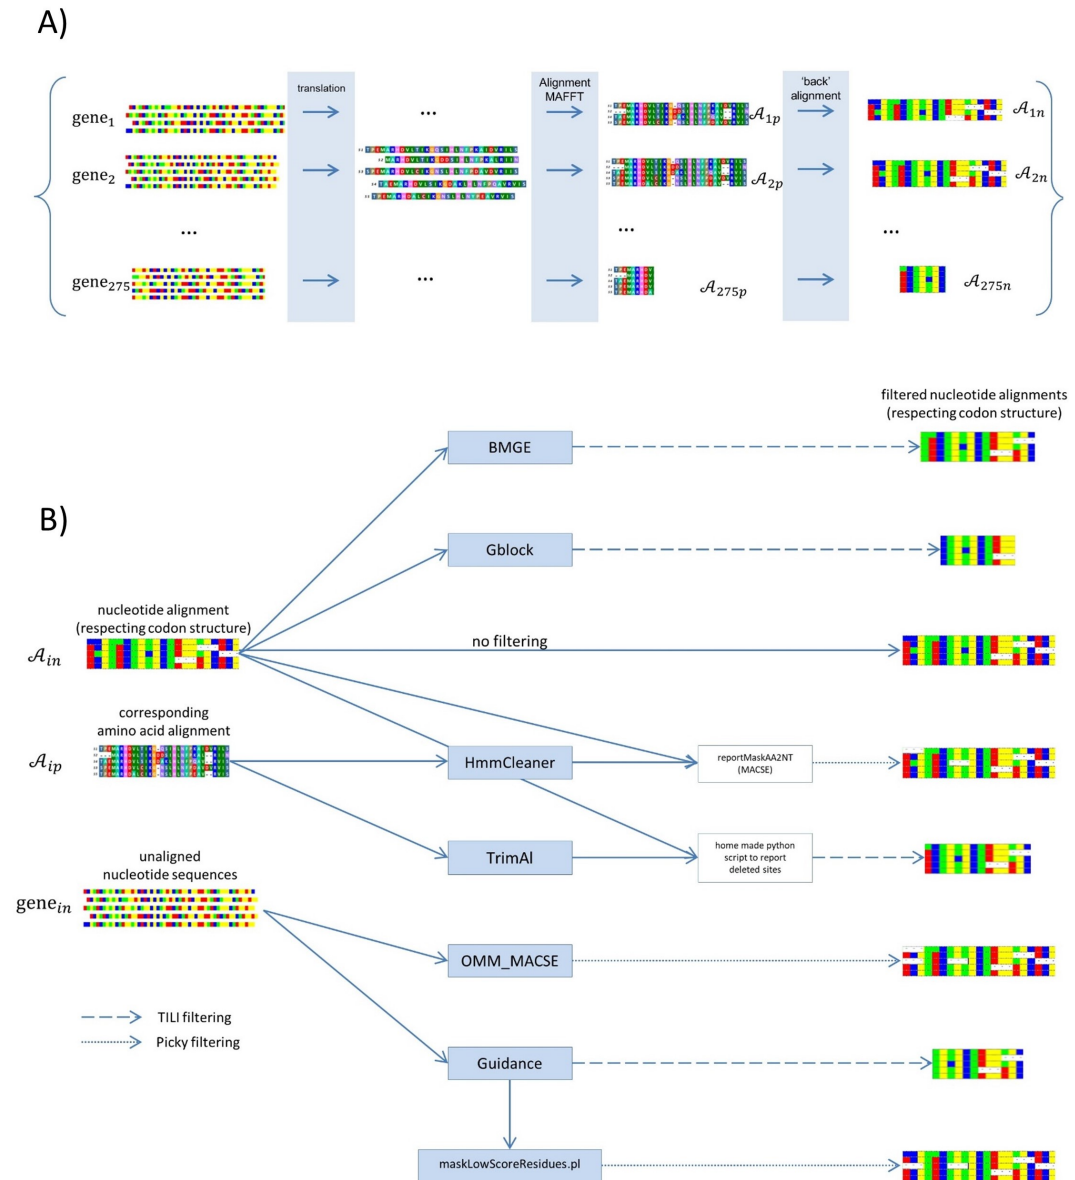 A)
translation
Alignment
MAFFT
'back'
alignment
gene1
...
𝒜1p
𝒜1n
gene2
𝒜2p
𝒜2n
...
...
...
gene275
...
𝒜275p
𝒜275n
filtered nucleotide alignments
(respecting codon structure)
BMGE
B)
Gblock
nucleotide alignment
(respecting codon structure)
𝒜in
no filtering
corresponding
amino acid alignment
𝒜ip
HmmCleaner
reportMaskAA2NT
(MACSE)
TrimAl
home made python
script to report
deleted sites
unaligned
nucleotide sequences
genein
OMM_MACSE
TILI filtering
Picky filtering
Guidance
maskLowScoreResidues.pl